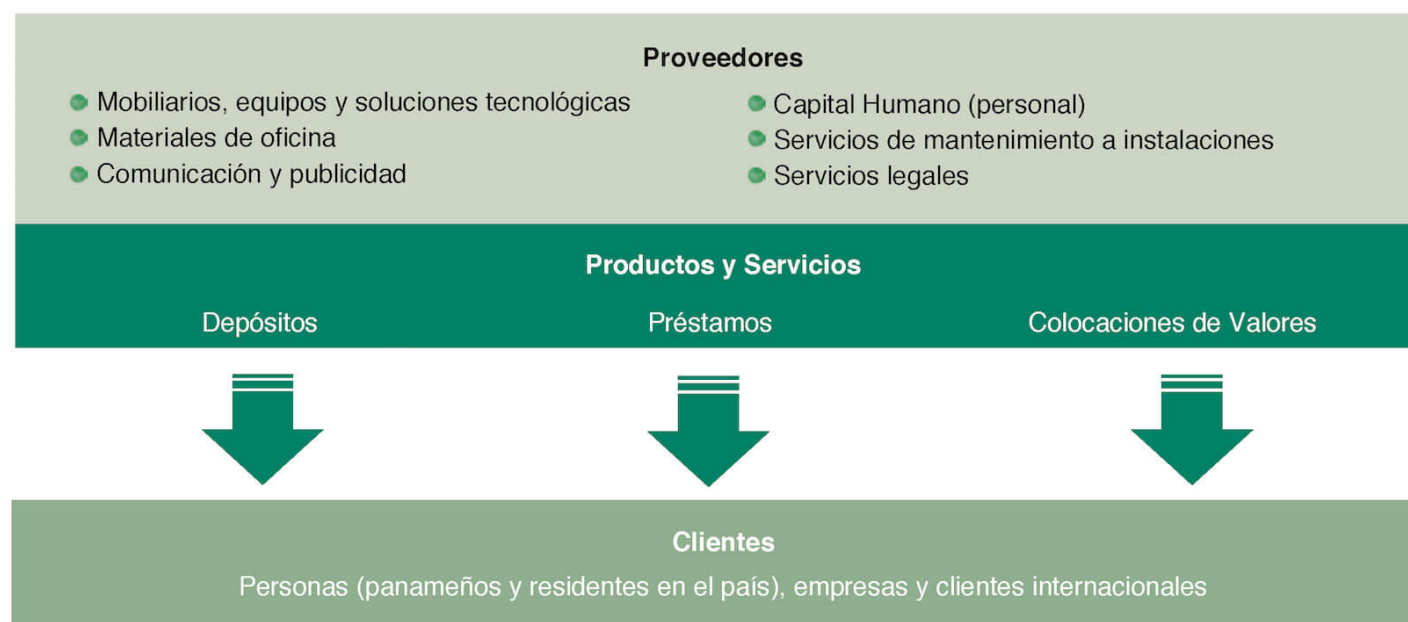 Proveedores
Mobiliarios, equipos y soluciones tecnológicas
Materiales de oficina
Comunicación y publicidad
Capital Humano (personal)
Servicios de mantenimiento a instalaciones
Servicios legales
Productos y Servicios
Depósitos
Préstamos
Colocaciones de Valores
Clientes
Personas (panameños y residentes en el país), empresas y clientes internacionales